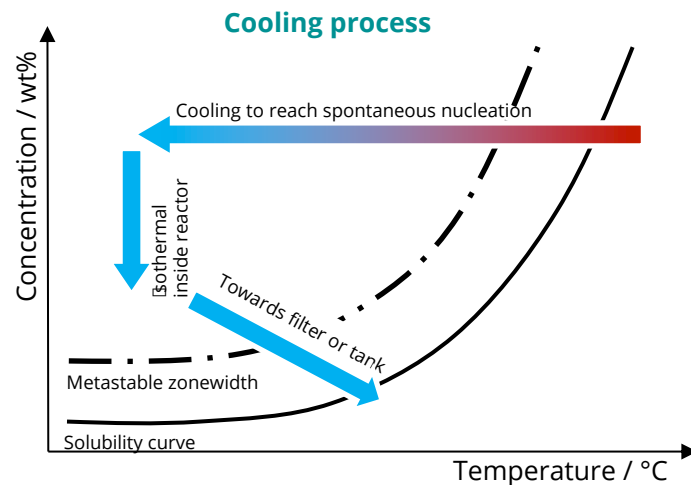 Cooling process
Concentration / wt%
Cooling to reach spontaneous nucleation
sothermal
inside reactor
Towards filter or tank
Metastable zonewidth
Solubility curve
Temperature / °C